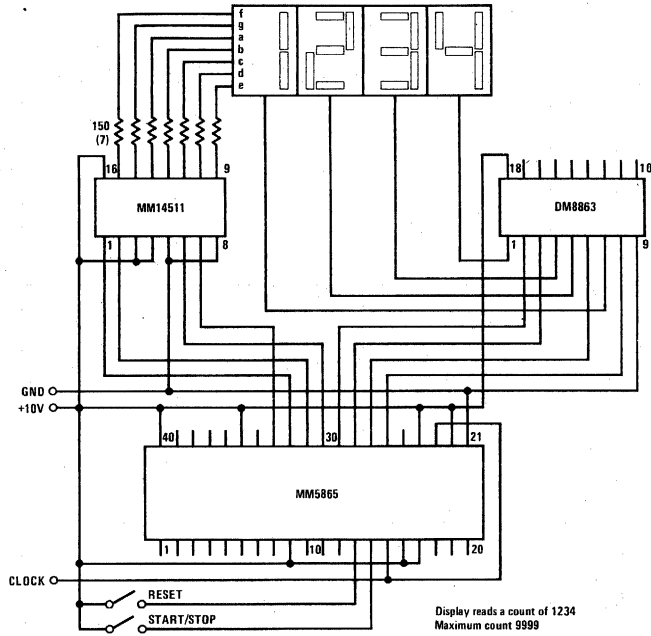 f
g
a
b
c
d
e
150
(7)
16
9
MM14511
1
8
18
10
DM8863
1
9
GND
+10V
40
30
21
MM5865
1
10
20
CLOCK
RESET
START/STOP
Display reads a count of 1234
Maximum count 9999